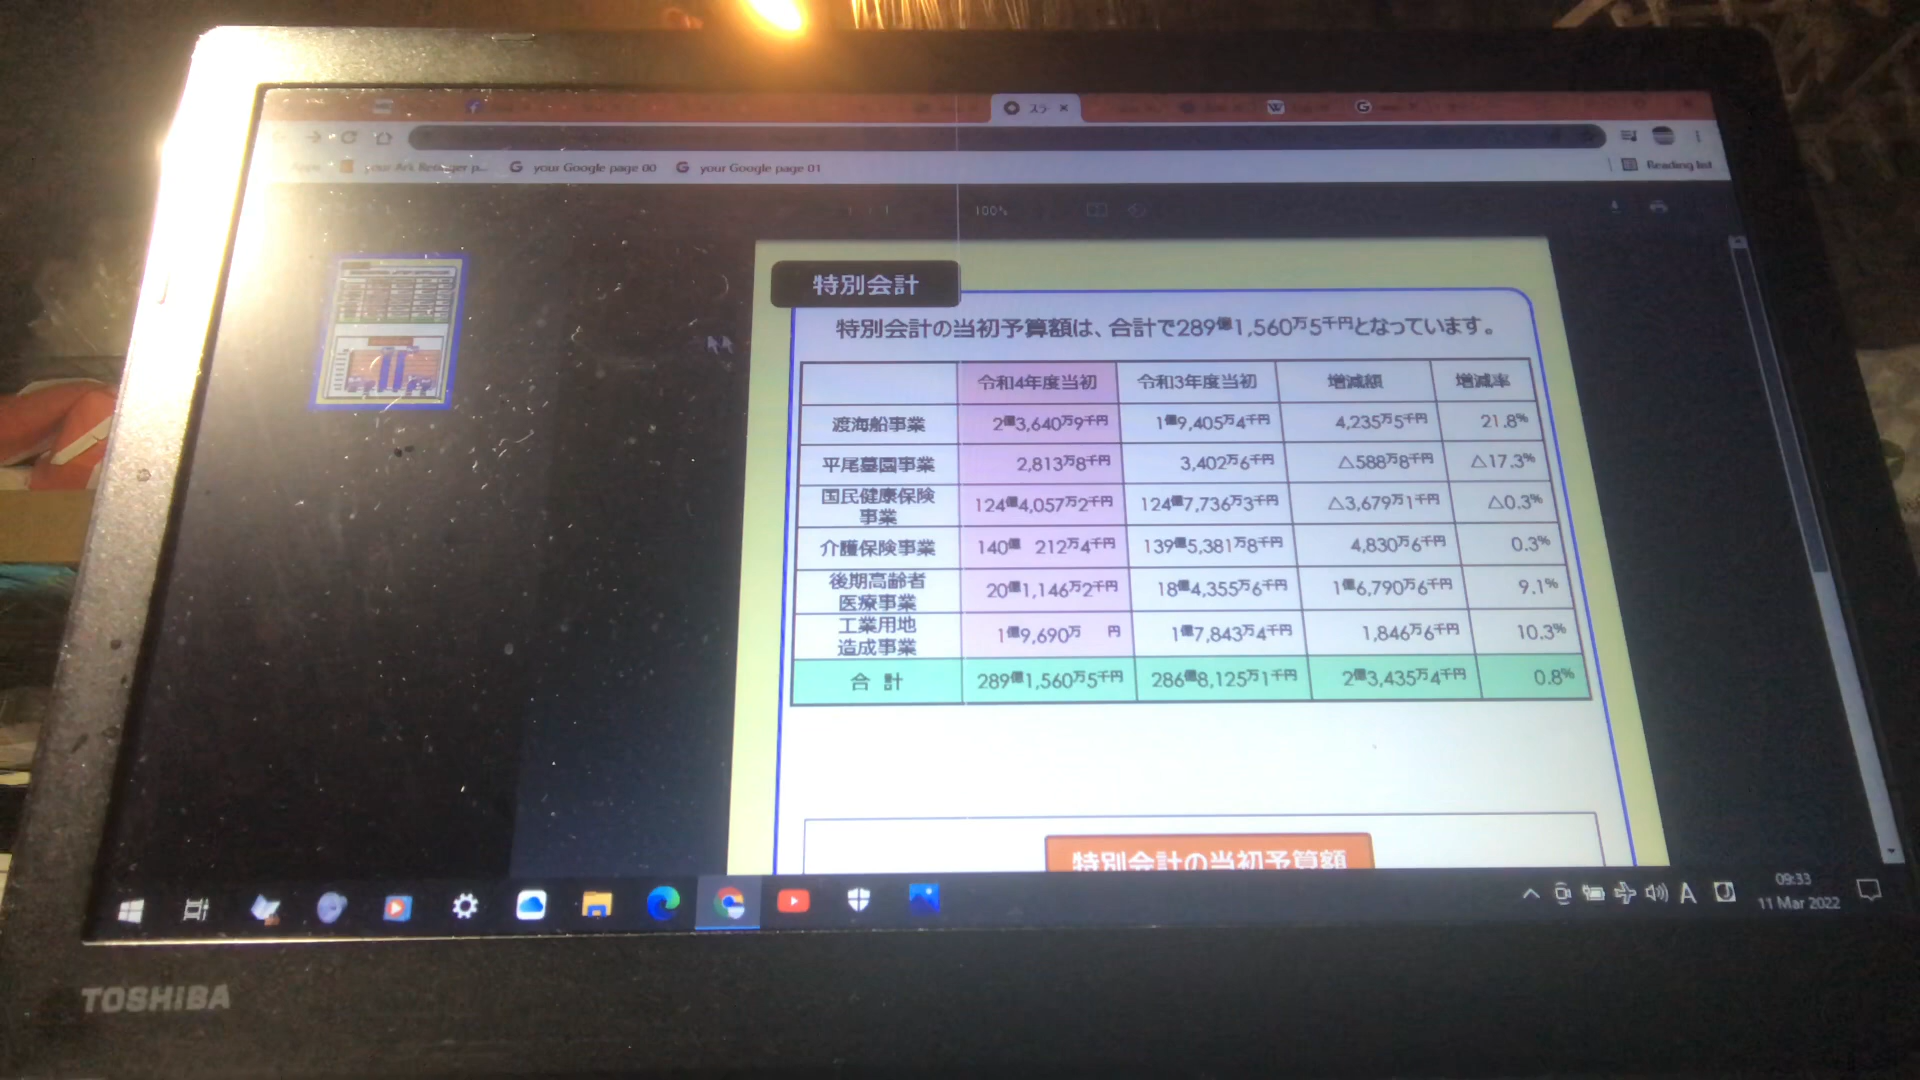 スラ
your Google page 00
your Google page 01
Reading list
100%
特別会計
特別会計の当初予算額は、合計で289億1,560万5千円となっています。
令和4年度当初 令和3年度当初 増減額 増減率
渡海船事業 2億3,640万9千円 1億9,405万4千円 4,235万5千円 21.8%
平尾墓園事業 2,813万8千円 3,402万6千円 △588万8千円 △17.3%
国民健康保険
事業 124億4,057万2千円 124億7,736万3千円 △3,679万1千円 △0.3%
介護保険事業 140億 212万4千円 139億5,381万8千円 4,830万6千円 0.3%
後期高齢者
医療事業 20億1,146万2千円 18億4,355万6千円 1億6,790万6千円 9.1%
工業用地
造成事業 1億9,690万 円 1億7,843万4千円 1,846万6千円 10.3%
合計 289億1,560万5千円 286億8,125万1千円 2億3,435万4千円 0.8%
特別会計の当初予算額
A
09:33
11 Mar 2022
TOSHIBA